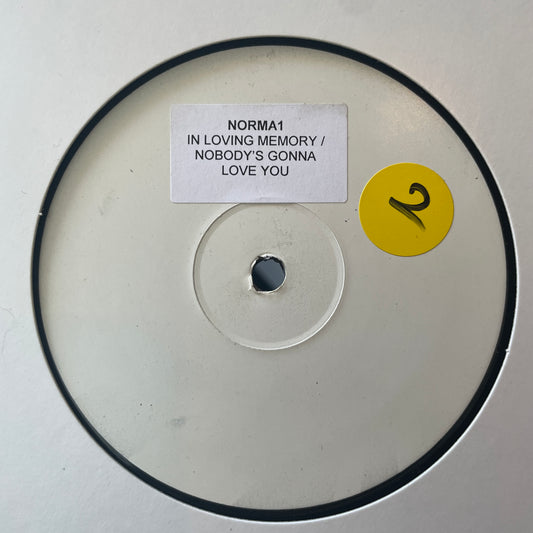 NORMA1
IN LOVING MEMORY /
NOBODY'S GONNA
LOVE YOU
2